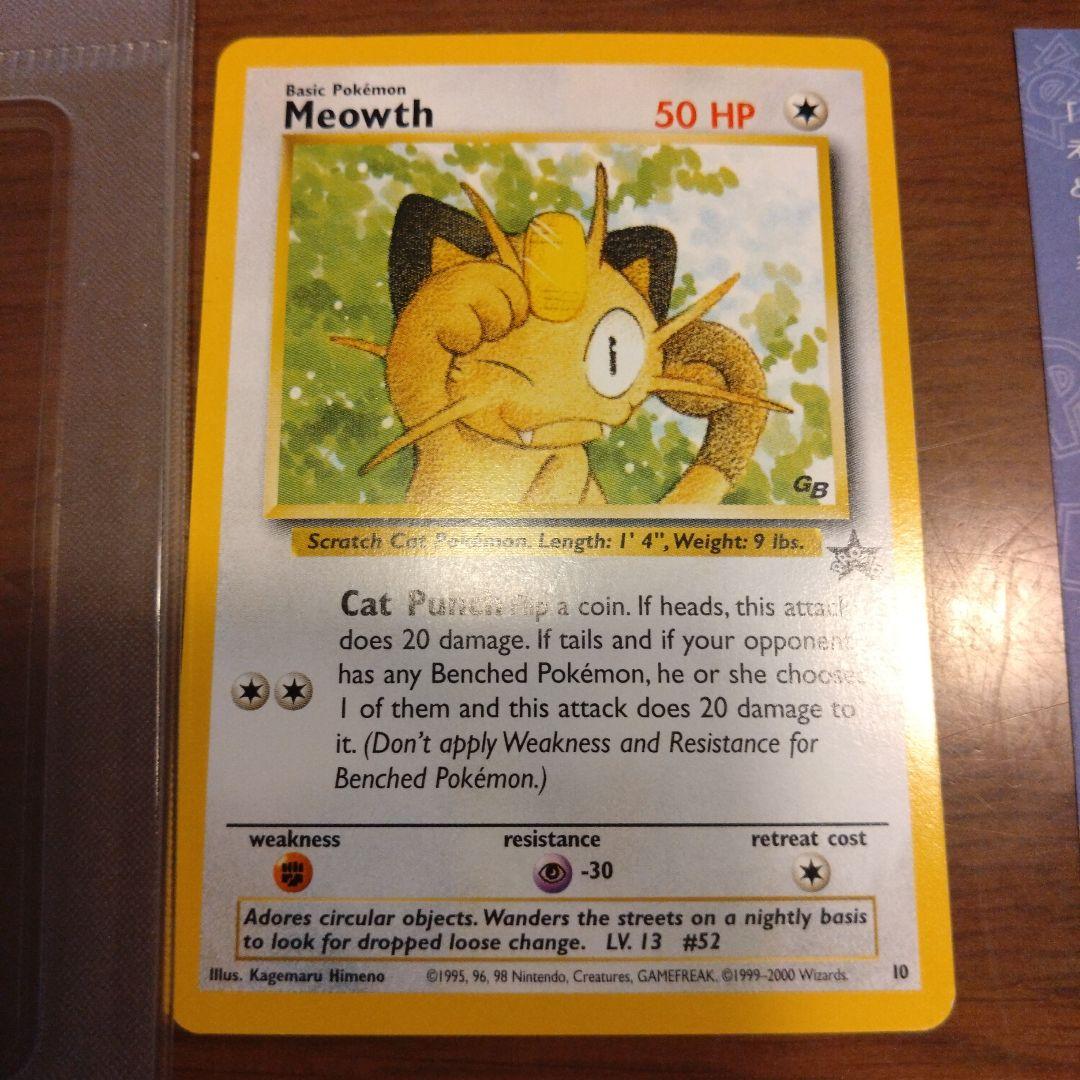 Basic Pokémon
Meowth
50 HP
GB
Scratch Cat Pokémon. Length: 1' 4", Weight: 9 lbs.
PROMO
Cat Punch Flip a coin. If heads, this attack
does 20 damage. If tails and if your opponent
has any Benched Pokémon, he or she chooses
1 of them and this attack does 20 damage to
it. (Don't apply Weakness and Resistance for
Benched Pokémon.)
weakness resistance retreat cost
-30
Adores circular objects. Wanders the streets on a nightly basis
to look for dropped loose change. LV. 13 #52
Illus. Kagemaru Himeno ©1995, 96, 98 Nintendo, Creatures, GAMEFREAK. ©1999–2000 Wizards. 10